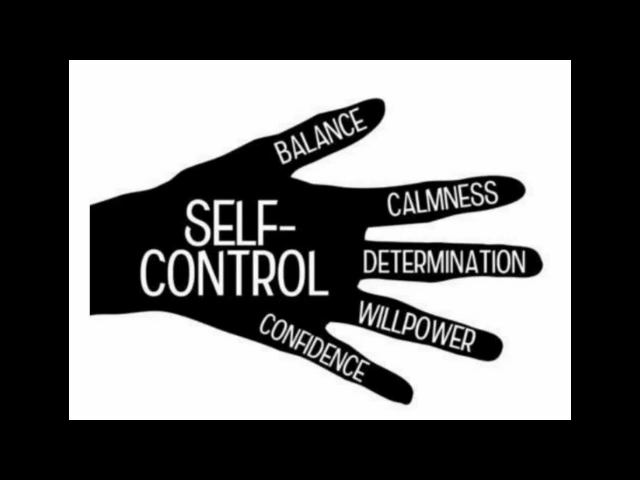 BALANCE
CALMNESS
SELF-
CONTROL
DETERMINATION
WILLPOWER
CONFIDENCE